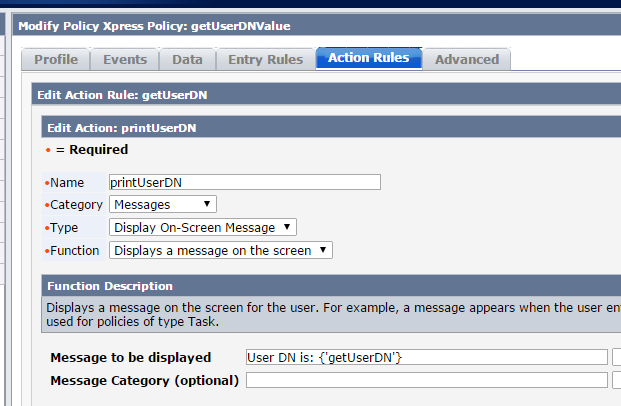 Modify Policy Xpress Policy: getUserDNValue
Profile Events Data Entry Rules Action Rules Advanced
Edit Action Rule: getUserDN
Edit Action: printUserDN
• = Required
•Name printUserDN
•Category Messages
•Type Display On-Screen Message
•Function Displays a message on the screen
Function Description
Displays a message on the screen for the user. For example, a message appears when the user
used for policies of type Task.
Message to be displayed User DN is: {'getUserDN'}
Message Category (optional)